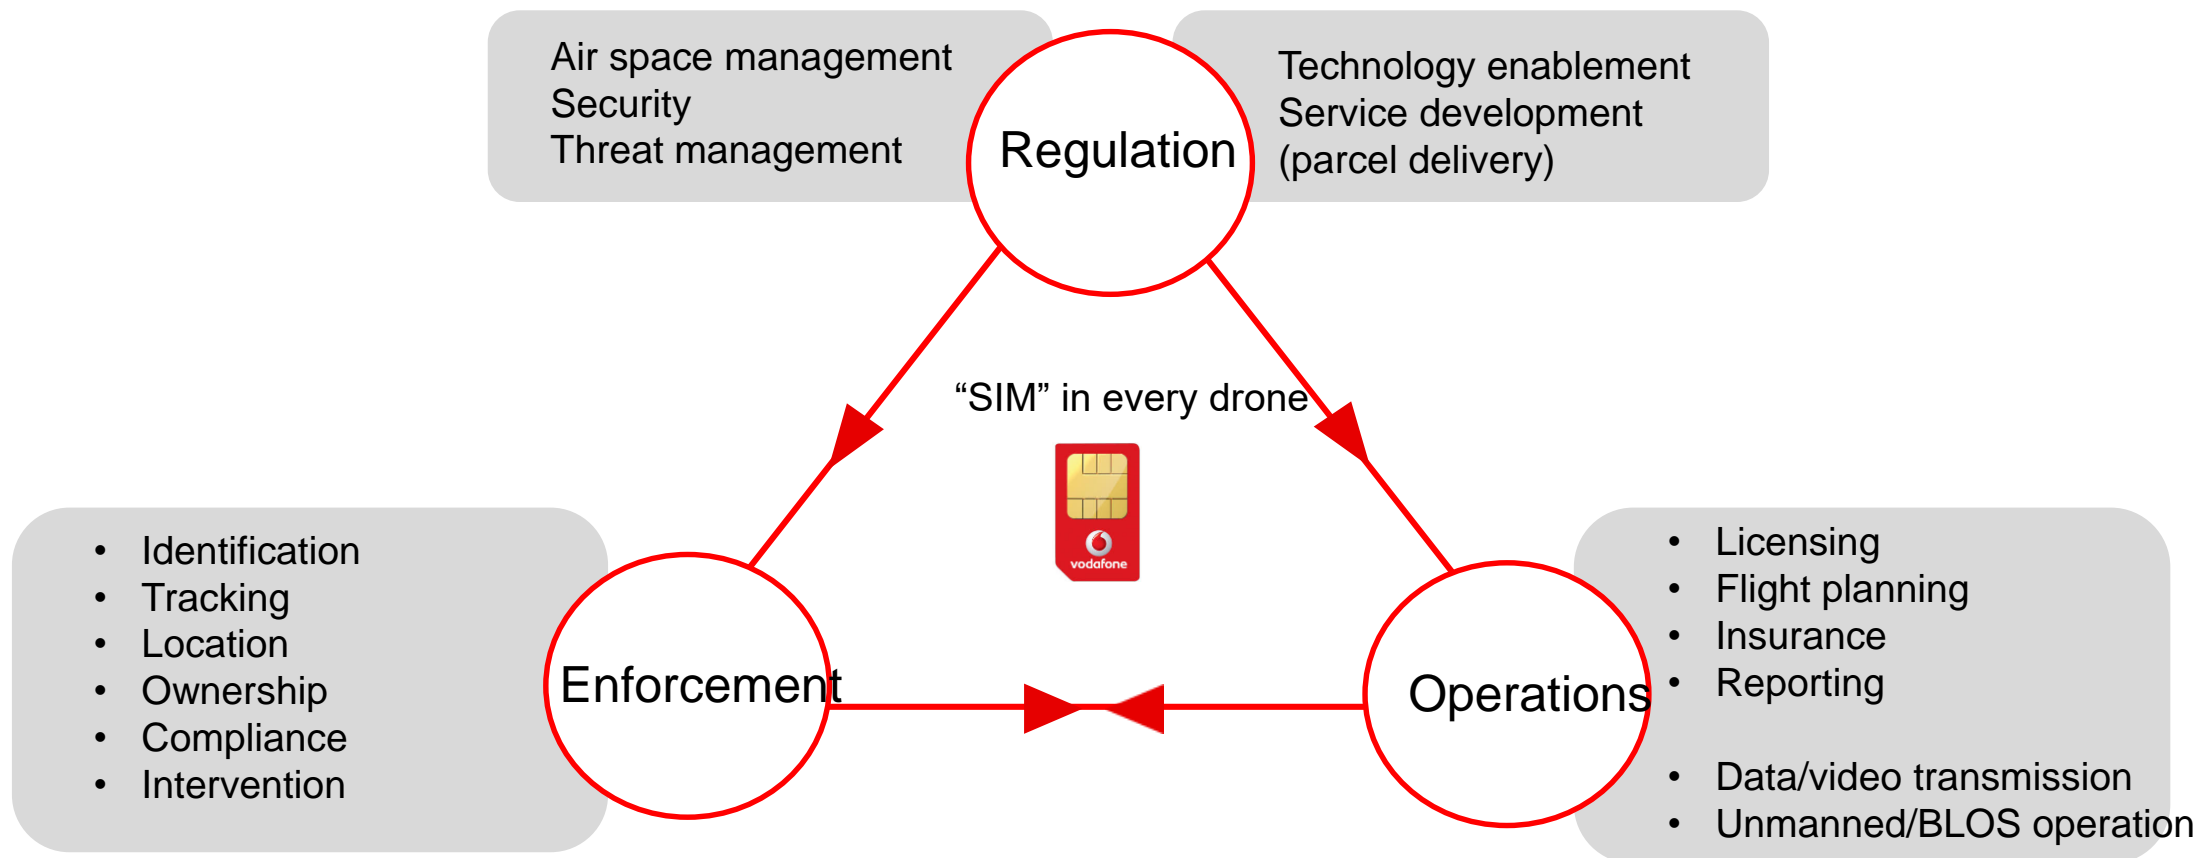 Air space management
Security
Threat management
Regulation
Technology enablement
Service development
(parcel delivery)
“SIM” in every drone
vodafone
• Identification
• Tracking
• Location
• Ownership
• Compliance
• Intervention
Enforcement
Operations
• Licensing
• Flight planning
• Insurance
• Reporting
• Data/video transmission
• Unmanned/BLOS operation